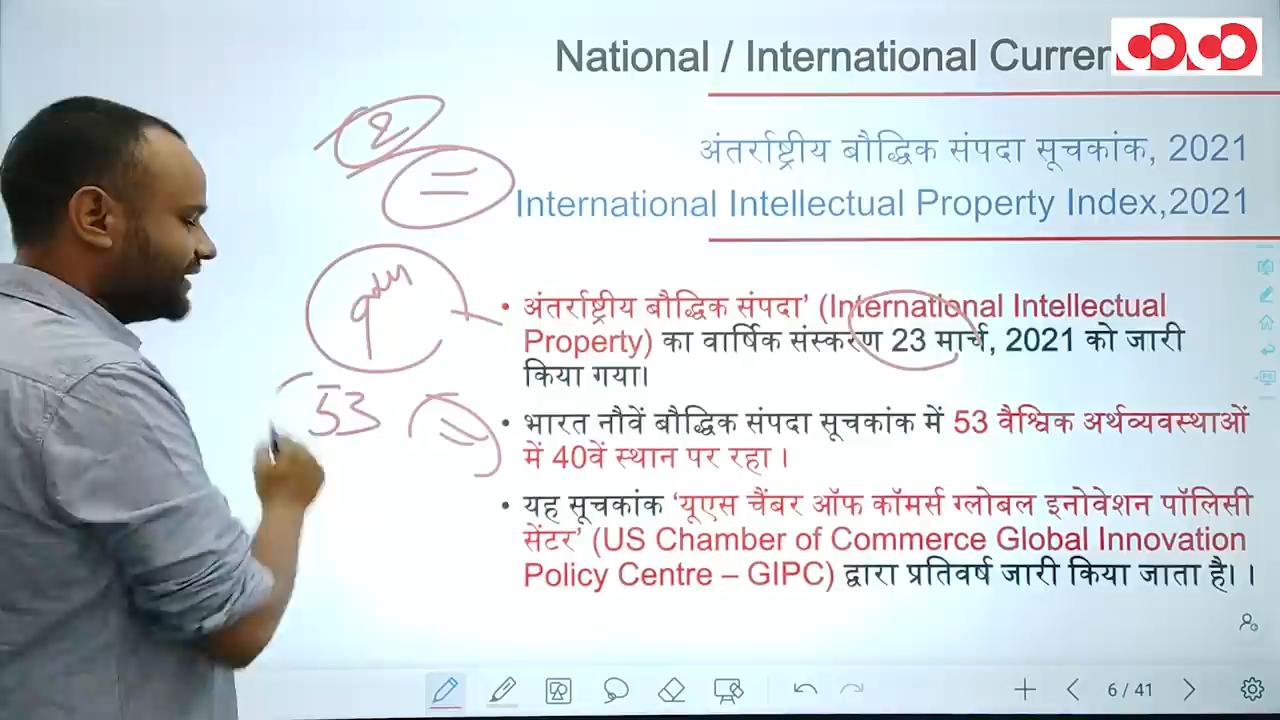 National / International Curren
अंतर्राष्ट्रीय बौद्धिक संपदा सूचकांक, 2021
International Intellectual Property Index,2021
• अंतर्राष्ट्रीय बौद्धिक संपदा’ (International Intellectual
Property) का वार्षिक संस्करण 23 मार्च, 2021 को जारी
किया गया।
53
• भारत नौवें बौद्धिक संपदा सूचकांक में 53 वैश्विक अर्थव्यवस्थाओं
में 40वें स्थान पर रहा ।
• यह सूचकांक ‘यूएस चैंबर ऑफ कॉमर्स ग्लोबल इनोवेशन पॉलिसी
सेंटर’ (US Chamber of Commerce Global Innovation
Policy Centre – GIPC) द्वारा प्रतिवर्ष जारी किया जाता है। ।
6 / 41